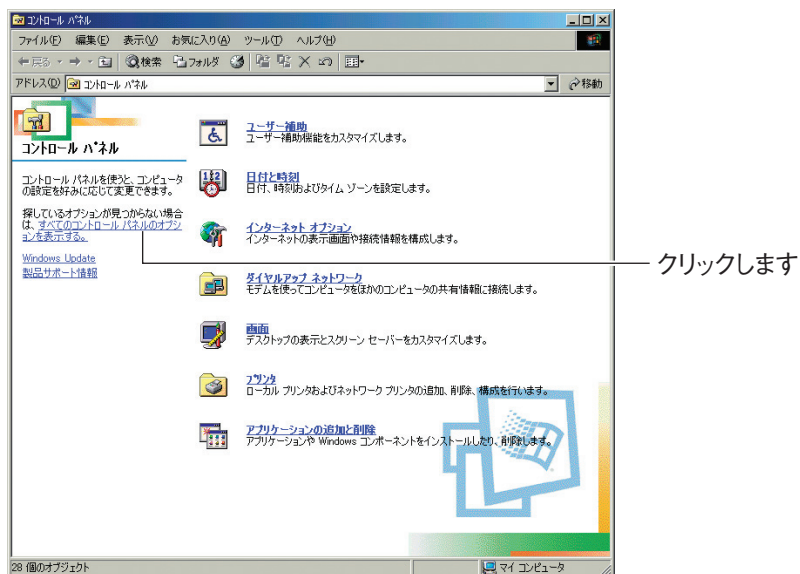 コントロール パネル
ファイル(F) 編集(E) 表示(V) お気に入り(A) ツール(T) ヘルプ(H)
戻る 検索 フォルダ
アドレス(D) コントロール パネル 移動
コントロール パネル
コントロール パネルを使うと、コンピュータ
の設定を好みに応じて変更できます。
探しているオプションが見つからない場合
は、すべてのコントロール パネルのオプシ
ョンを表示する。
Windows Update
製品サポート情報
ユーザー補助
ユーザー補助機能をカスタマイズします。
日付と時刻
日付、時刻およびタイム ゾーンを設定します。
インターネット オプション
インターネットの表示画面や接続情報を構成します。
ダイヤルアップ ネットワーク
モデムを使ってコンピュータをほかのコンピュータの共有情報に接続します。
画面
デスクトップの表示とスクリーン セーバーをカスタマイズします。
プリンタ
ローカル プリンタおよびネットワーク プリンタの追加、削除、構成を行います。
アプリケーションの追加と削除
アプリケーションや Windows コンポーネントをインストールしたり、削除します。
クリックします
28 個のオブジェクト マイ コンピュータ